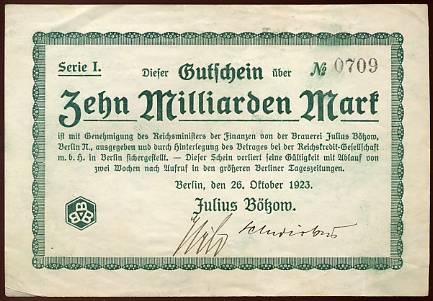 Serie I. Dieser Gutschein über № 0709
Zehn Milliarden Mark
ist mit Genehmigung des Reichsministers der Finanzen von der Brauerei Julius Bötzow,
Berlin N., ausgegeben und durch Hinterlegung des Betrages bei der Reichskredit-Gesellschaft
m. b. H. in Berlin sichergestellt. — Dieser Schein verliert seine Gültigkeit mit Ablauf von
zwei Wochen nach Aufruf in den größeren Berliner Tageszeitungen.
Berlin, den 26. Oktober 1923.
Julius Bötzow.